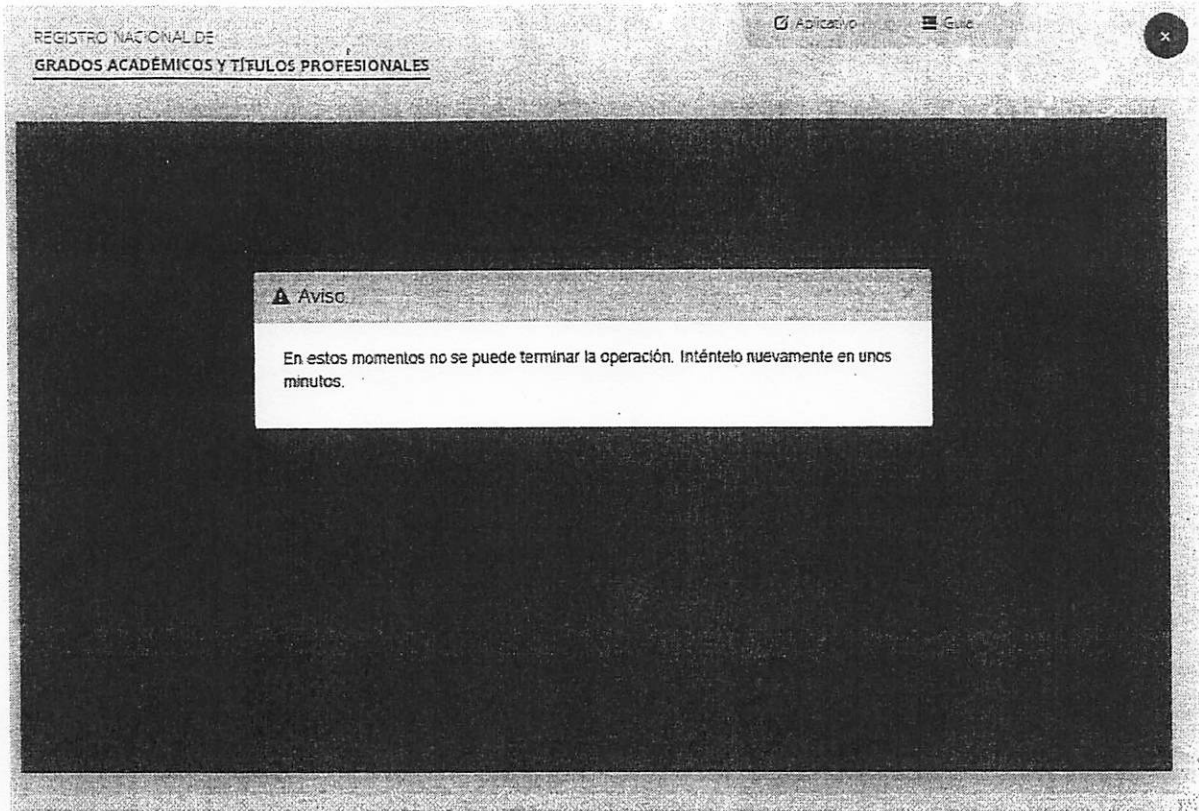 REGISTRO NACIONAL DE
GRADOS ACADÉMICOS Y TÍTULOS PROFESIONALES
Aplicativo
Guía
Aviso
En estos momentos no se puede terminar la operación. Inténtelo nuevamente en unos
minutos.